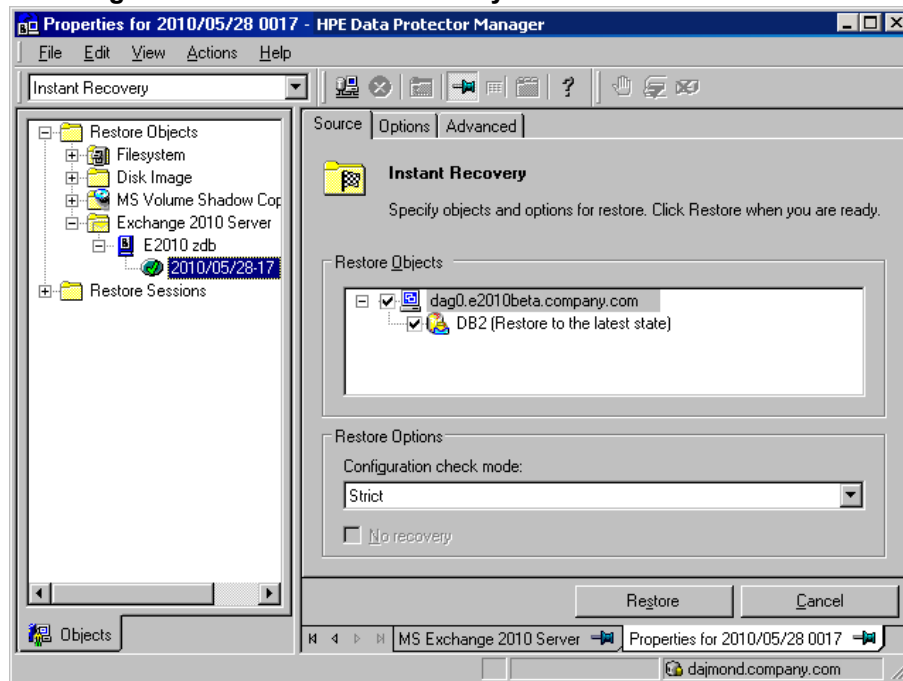 Properties for 2010/05/28 0017 - HPE Data Protector Manager
File Edit View Actions Help
Instant Recovery
Restore Objects
Filesystem
Disk Image
MS Volume Shadow Cop
Exchange 2010 Server
E2010 zdb
2010/05/28-17
Restore Sessions
Objects
Source Options Advanced
Instant Recovery
Specify objects and options for restore. Click Restore when you are ready.
Restore Objects
dag0.e2010beta.company.com
DB2 (Restore to the latest state)
Restore Options
Configuration check mode:
Strict
No recovery
Restore Cancel
MS Exchange 2010 Server Properties for 2010/05/28 0017
dajmond.company.com